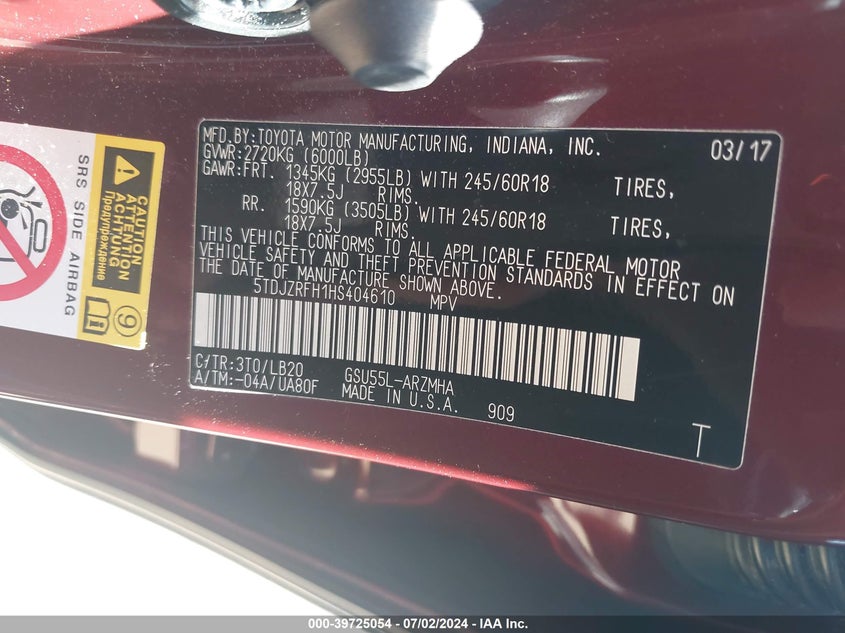 MFD.BY:TOYOTA MOTOR MANUFACTURING, INDIANA, INC. 03/17
GVWR:2720KG (6000LB)
GAWR:FRT. 1345KG (2955LB) WITH 245/60R18 TIRES,
18X7.5J RIMS.
RR. 1590KG (3505LB) WITH 245/60R18 TIRES,
18X7.5J RIMS.
THIS VEHICLE CONFORMS TO ALL APPLICABLE FEDERAL MOTOR
VEHICLE SAFETY AND THEFT PREVENTION STANDARDS IN EFFECT ON
THE DATE OF MANUFACTURE SHOWN ABOVE.
5TDJZRFH1HS404610 MPV
C/TR:3T0/LB20 GSU55L-ARZMHA
A/TM:-04A/UA80F MADE IN U.S.A. 909
T
SRS SIDE AIRBAG
CAUTION
ATTENTION
ACHTUNG
Предупреждение
9
000-39725054 - 07/02/2024 - IAA Inc.